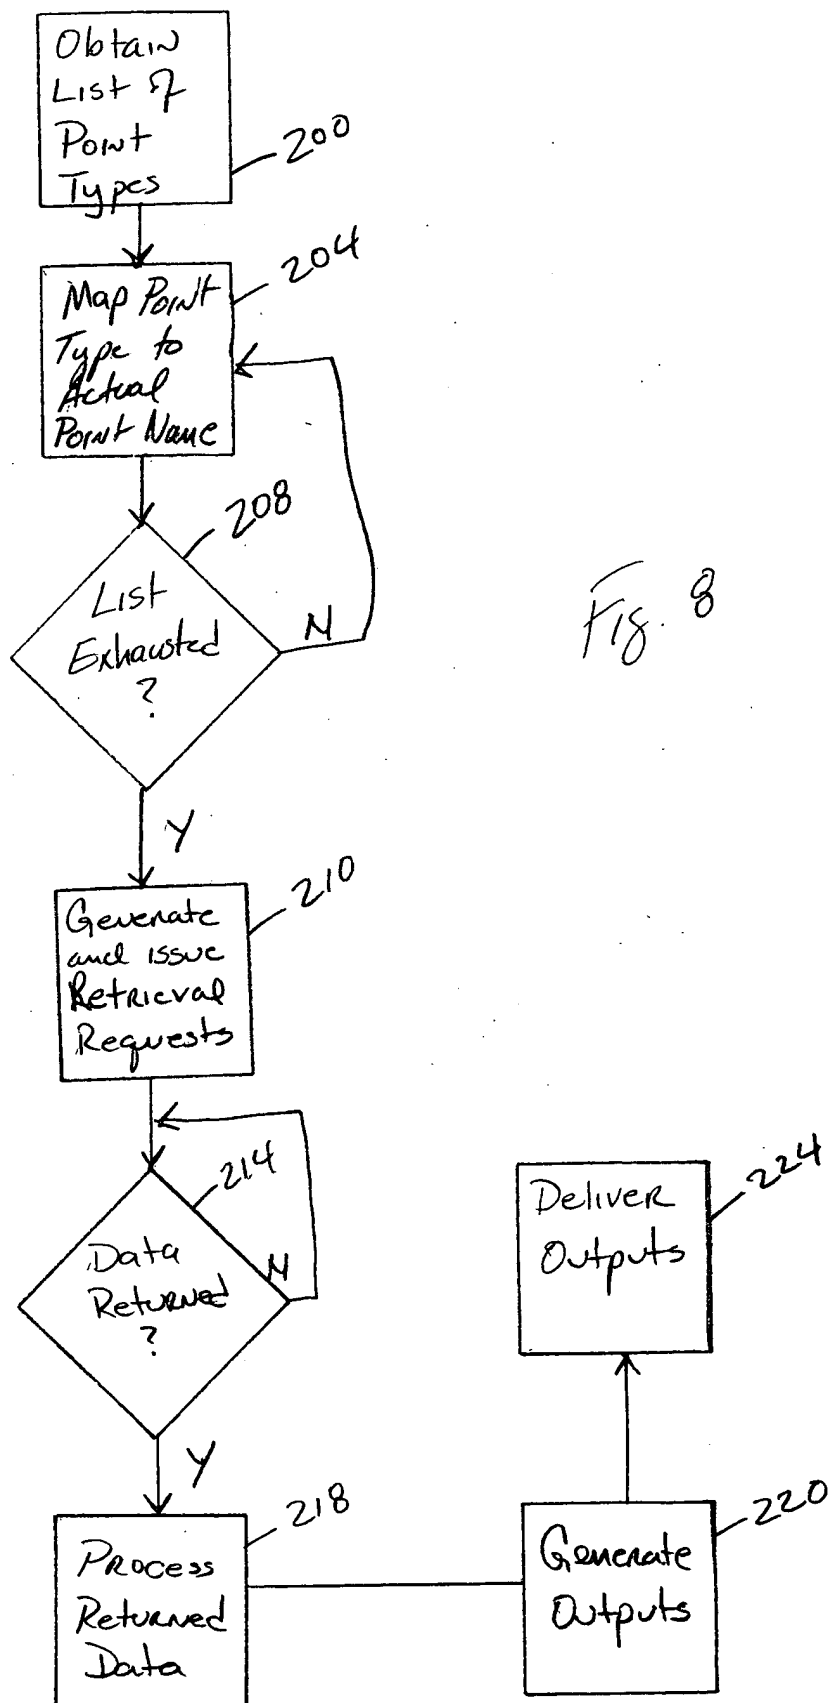 Obtain
List of
Point
Types
200
204
Map Point
Type to
Actual
Point Name
208
List
Exhausted
?
N
Fig. 8
Y
210
Generate
and issue
Retrieval
Requests
214
Data
Returned
?
N
Y
224
Deliver
Outputs
218
Process
Returned
Data
220
Generate
Outputs